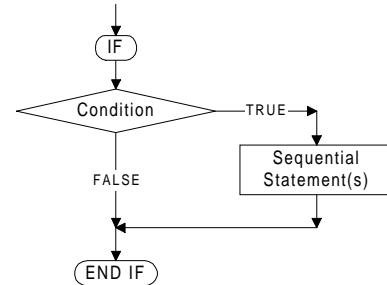 IF
Condition
TRUE
Sequential
Statement(s)
FALSE
END IF